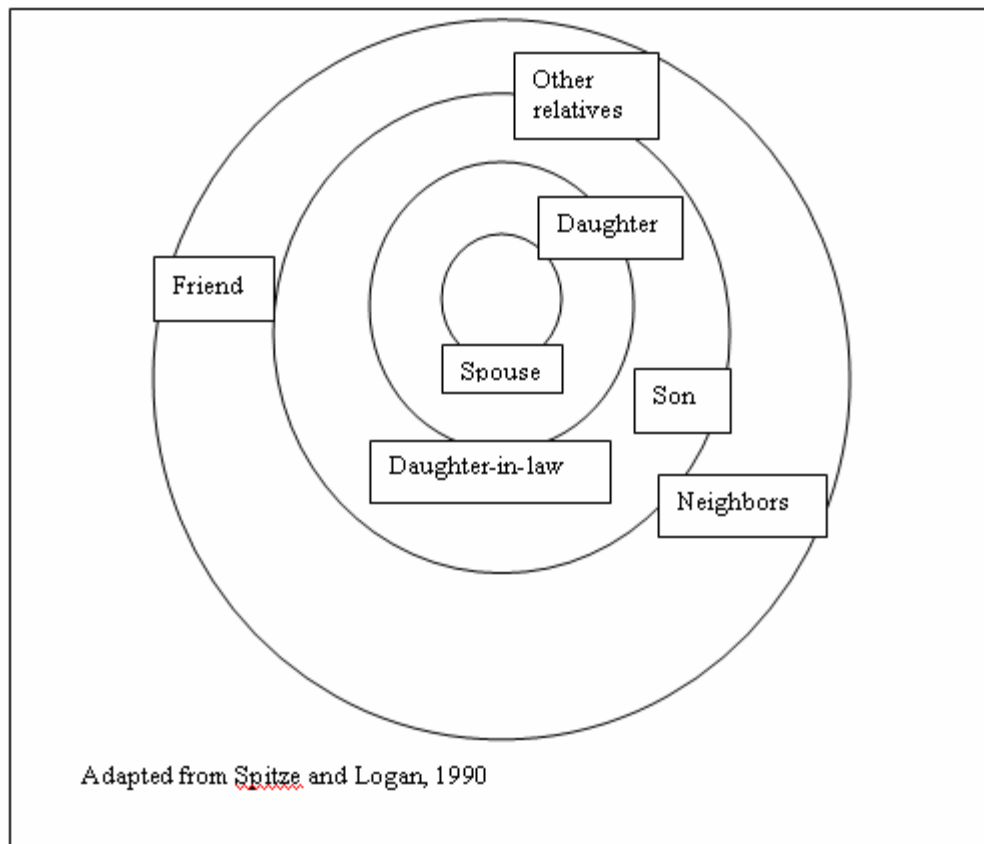 Other
relatives
Daughter
Friend
Spouse
Son
Daughter-in-law
Neighbors
Adapted from Spitze and Logan, 1990